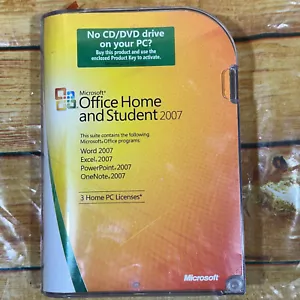 No CD/DVD drive
on your PC?
Buy this product and use the
enclosed Product Key to activate.
Microsoft®
Office Home
and Student 2007
This suite contains the following
Microsoft Office programs:
Word 2007
Excel® 2007
PowerPoint® 2007
OneNote® 2007
3 Home PC Licenses*
Microsoft